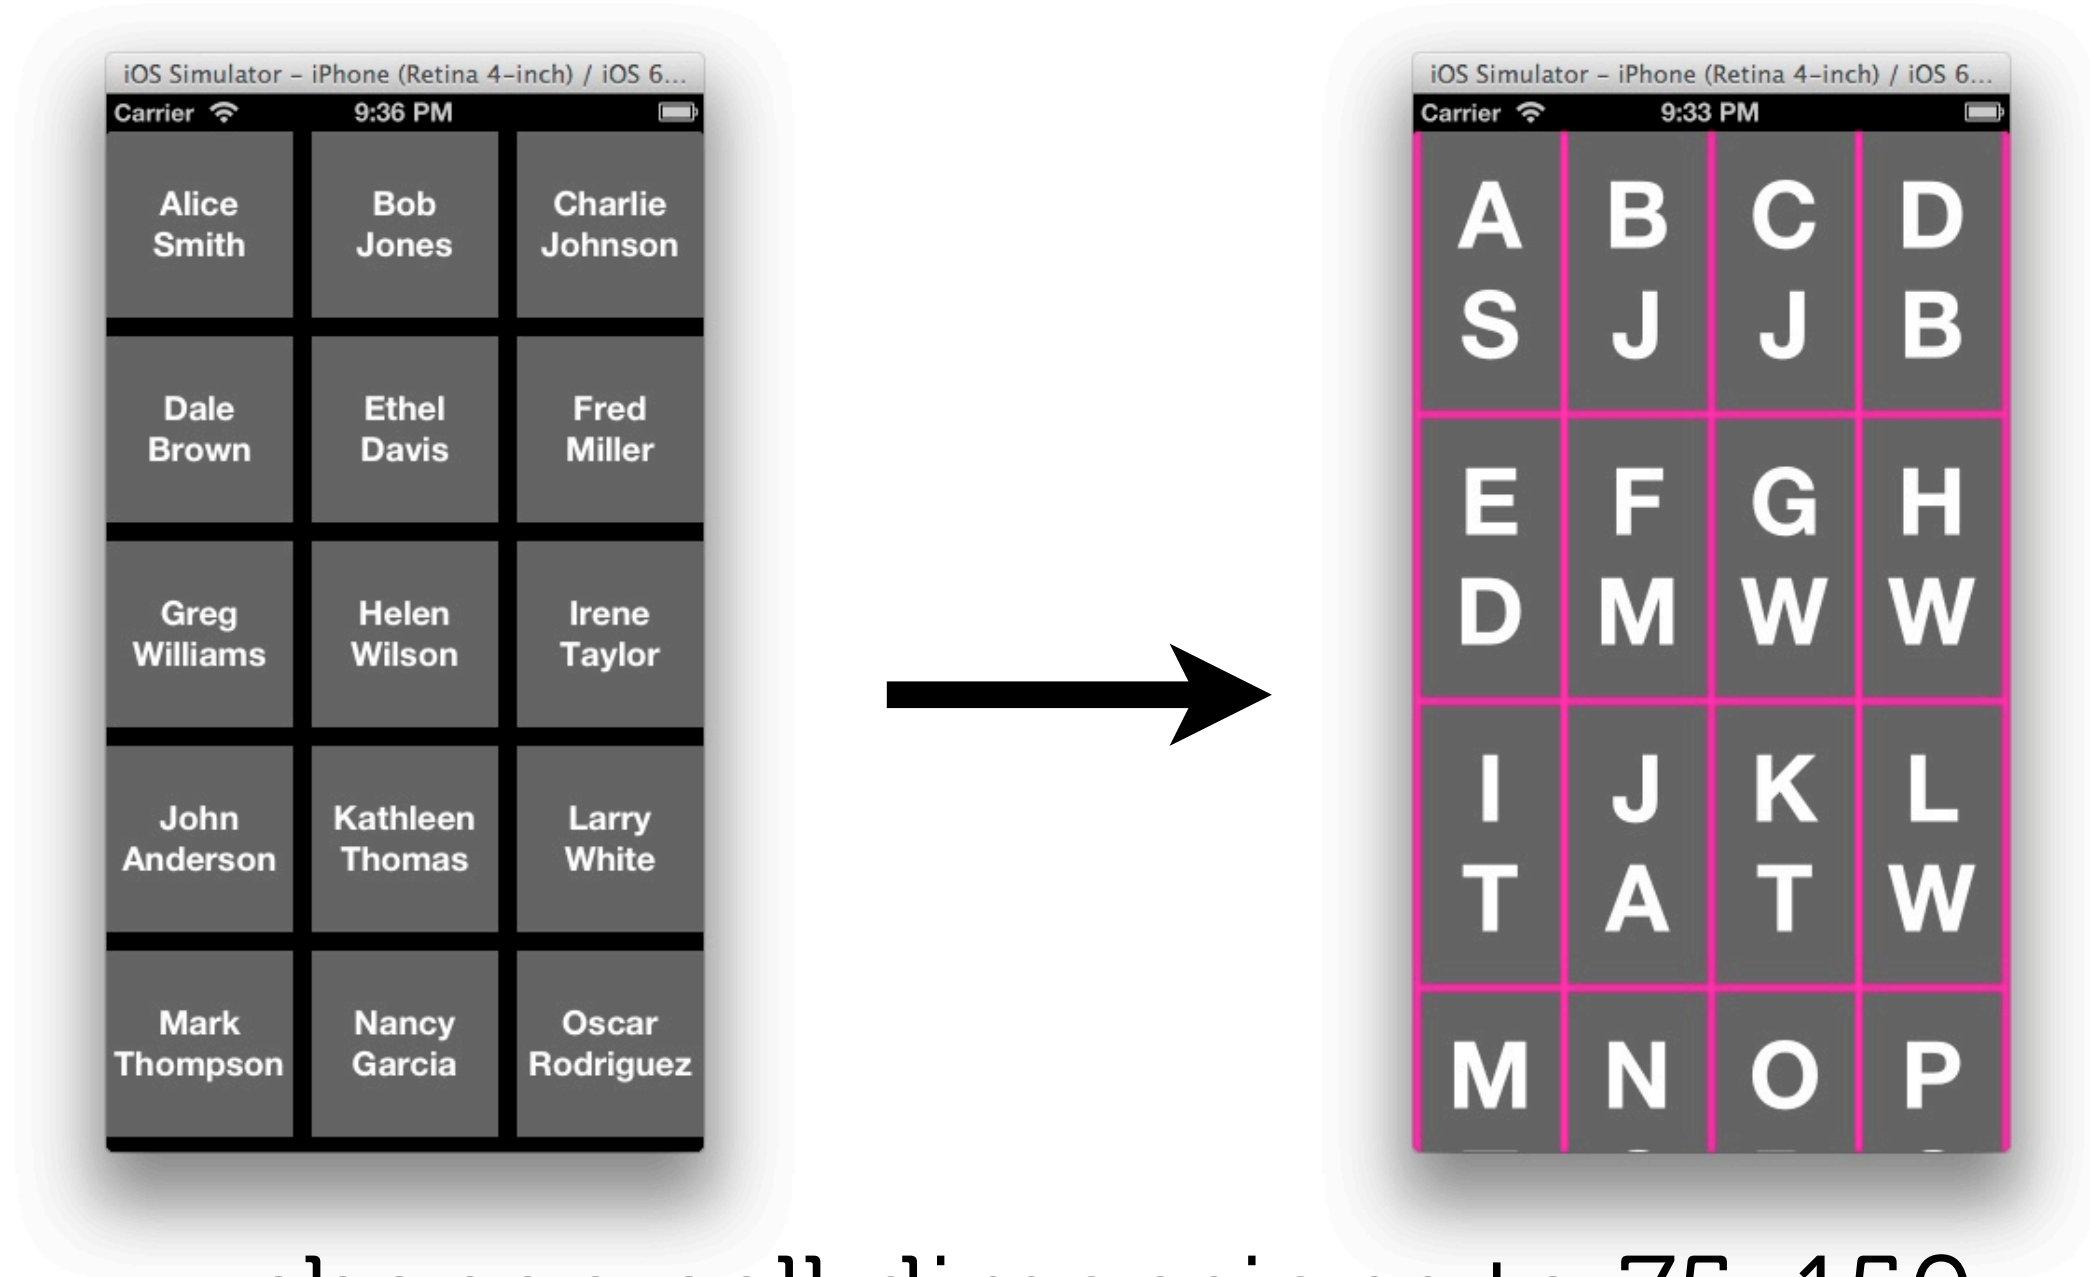 iOS Simulator – iPhone (Retina 4-inch) / iOS 6...
Carrier 9:36 PM
Alice Smith
Bob Jones
Charlie Johnson
Dale Brown
Ethel Davis
Fred Miller
Greg Williams
Helen Wilson
Irene Taylor
John Anderson
Kathleen Thomas
Larry White
Mark Thompson
Nancy Garcia
Oscar Rodriguez
iOS Simulator – iPhone (Retina 4-inch) / iOS 6...
Carrier 9:33 PM
A B C D
S J J B
E F G H
D M W W
I J K L
T A T W
M N O P